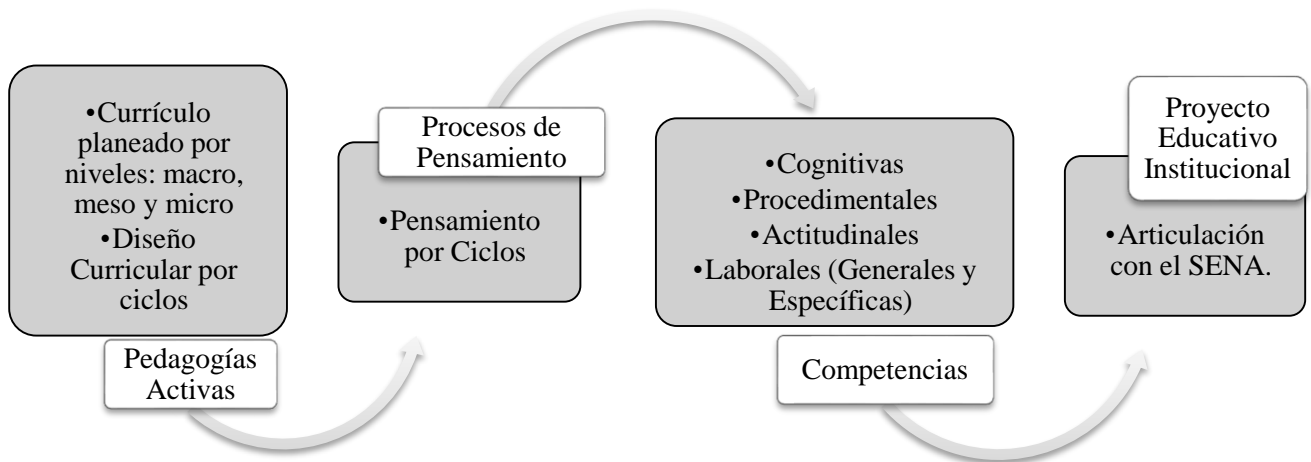 •Currículo
planeado por
niveles: macro,
meso y micro
•Diseño
Curricular por
ciclos
Pedagogías
Activas
Procesos de
Pensamiento
•Pensamiento
por Ciclos
•Cognitivas
•Procedimentales
•Actitudinales
•Laborales (Generales y
Específicas)
Competencias
Proyecto
Educativo
Institucional
•Articulación
con el SENA.